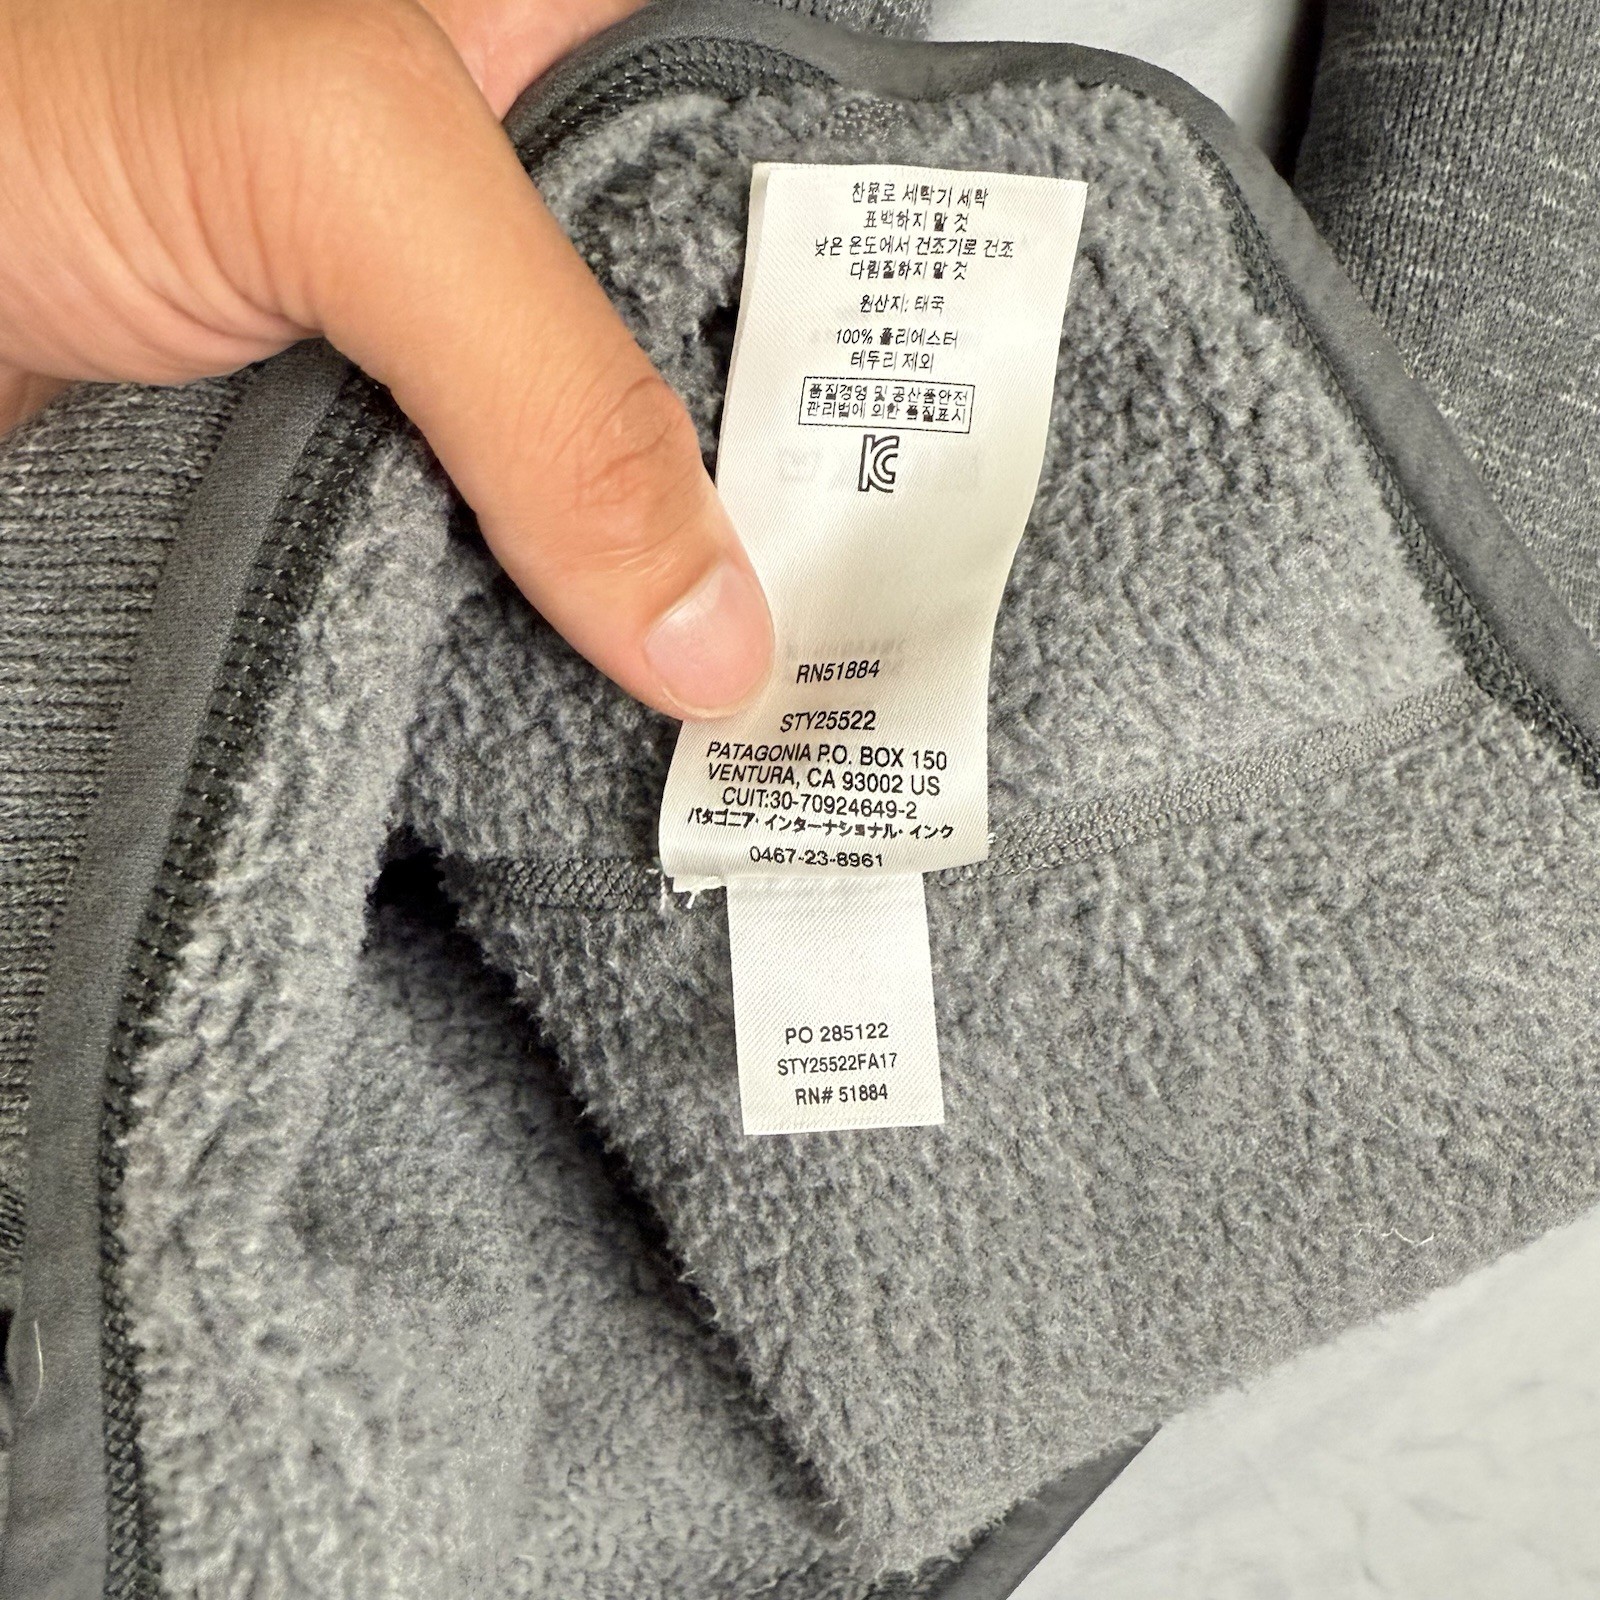 찬물로 세탁기 세탁
표백하지 말 것
낮은 온도에서 건조기로 건조
다림질하지 말 것
원산지: 태국
100% 폴리에스터
테두리 제외
품질경영 및 공산품안전
관리법에 의한 품질표시
KC
RN51884
STY25522
PATAGONIA P.O. BOX 150
VENTURA, CA 93002 US
CUIT:30-70924649-2
パタゴニア・インターナショナル・インク
0467-23-8961
PO 285122
STY25522FA17
RN# 51884